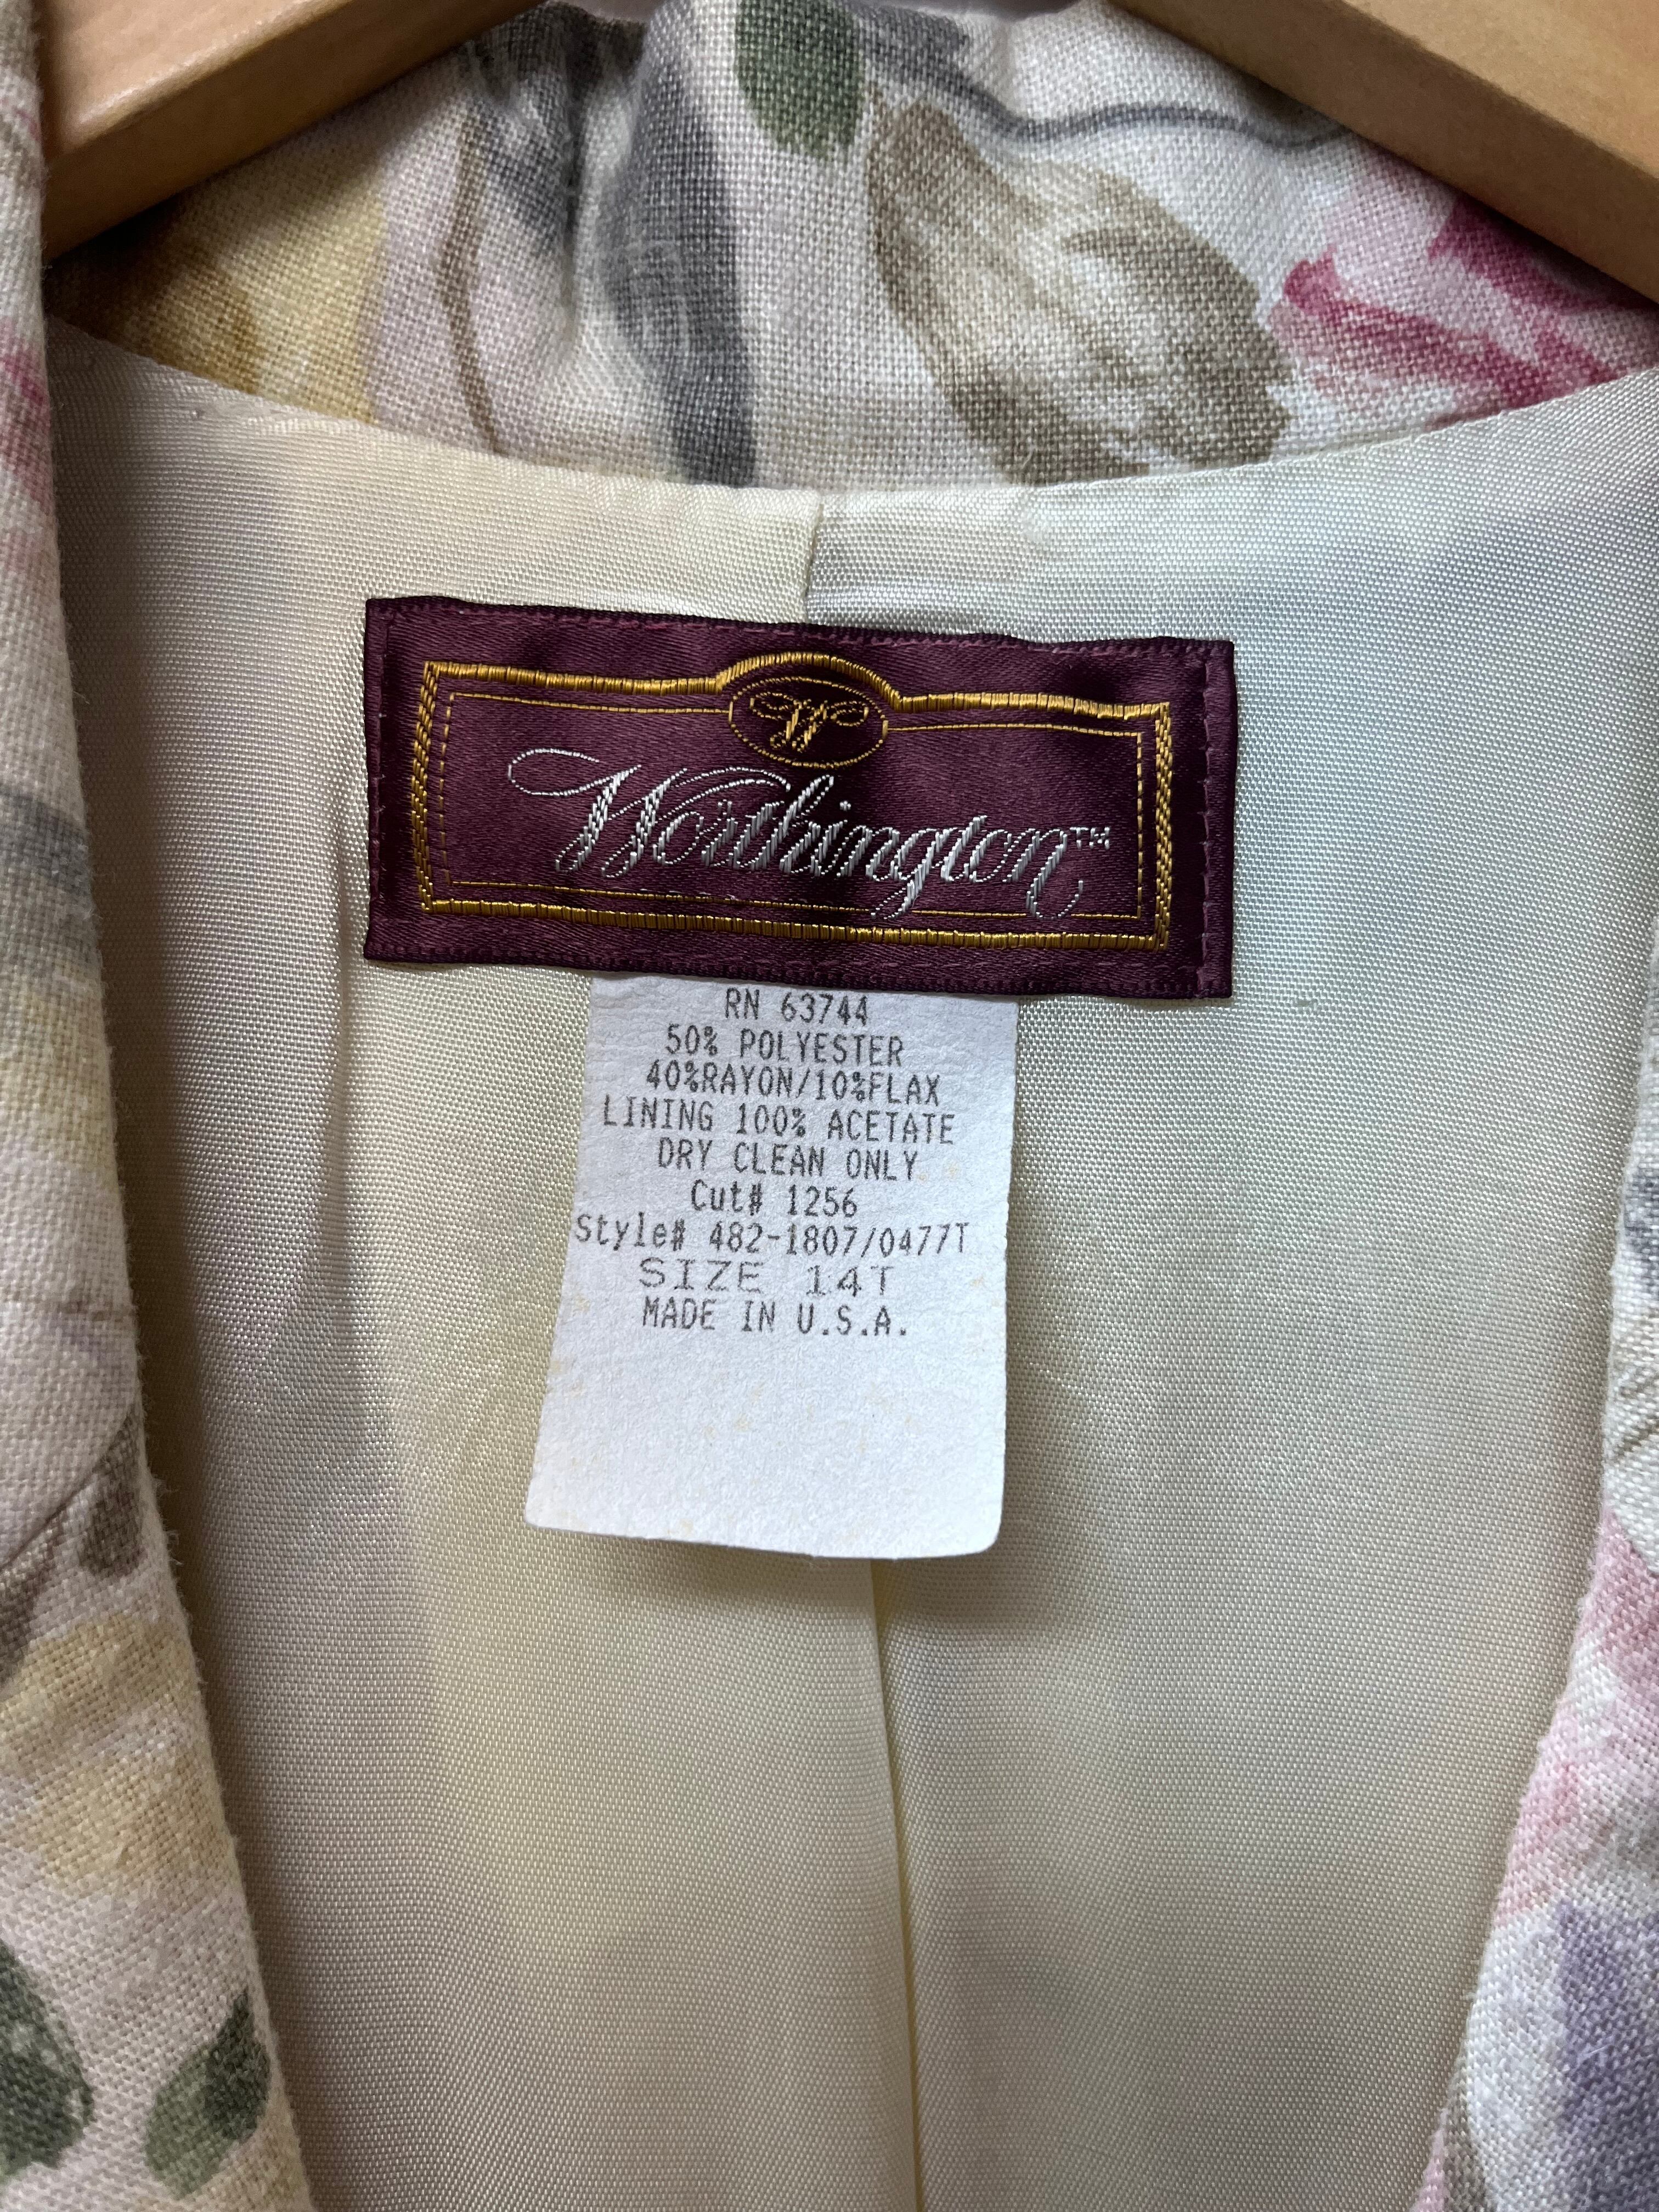 W
Worthington™
RN 63744
50% POLYESTER
40%RAYON/10%FLAX
LINING 100% ACETATE
DRY CLEAN ONLY
Cut# 1256
Style# 482-1807/0477T
SIZE 14T
MADE IN U.S.A.